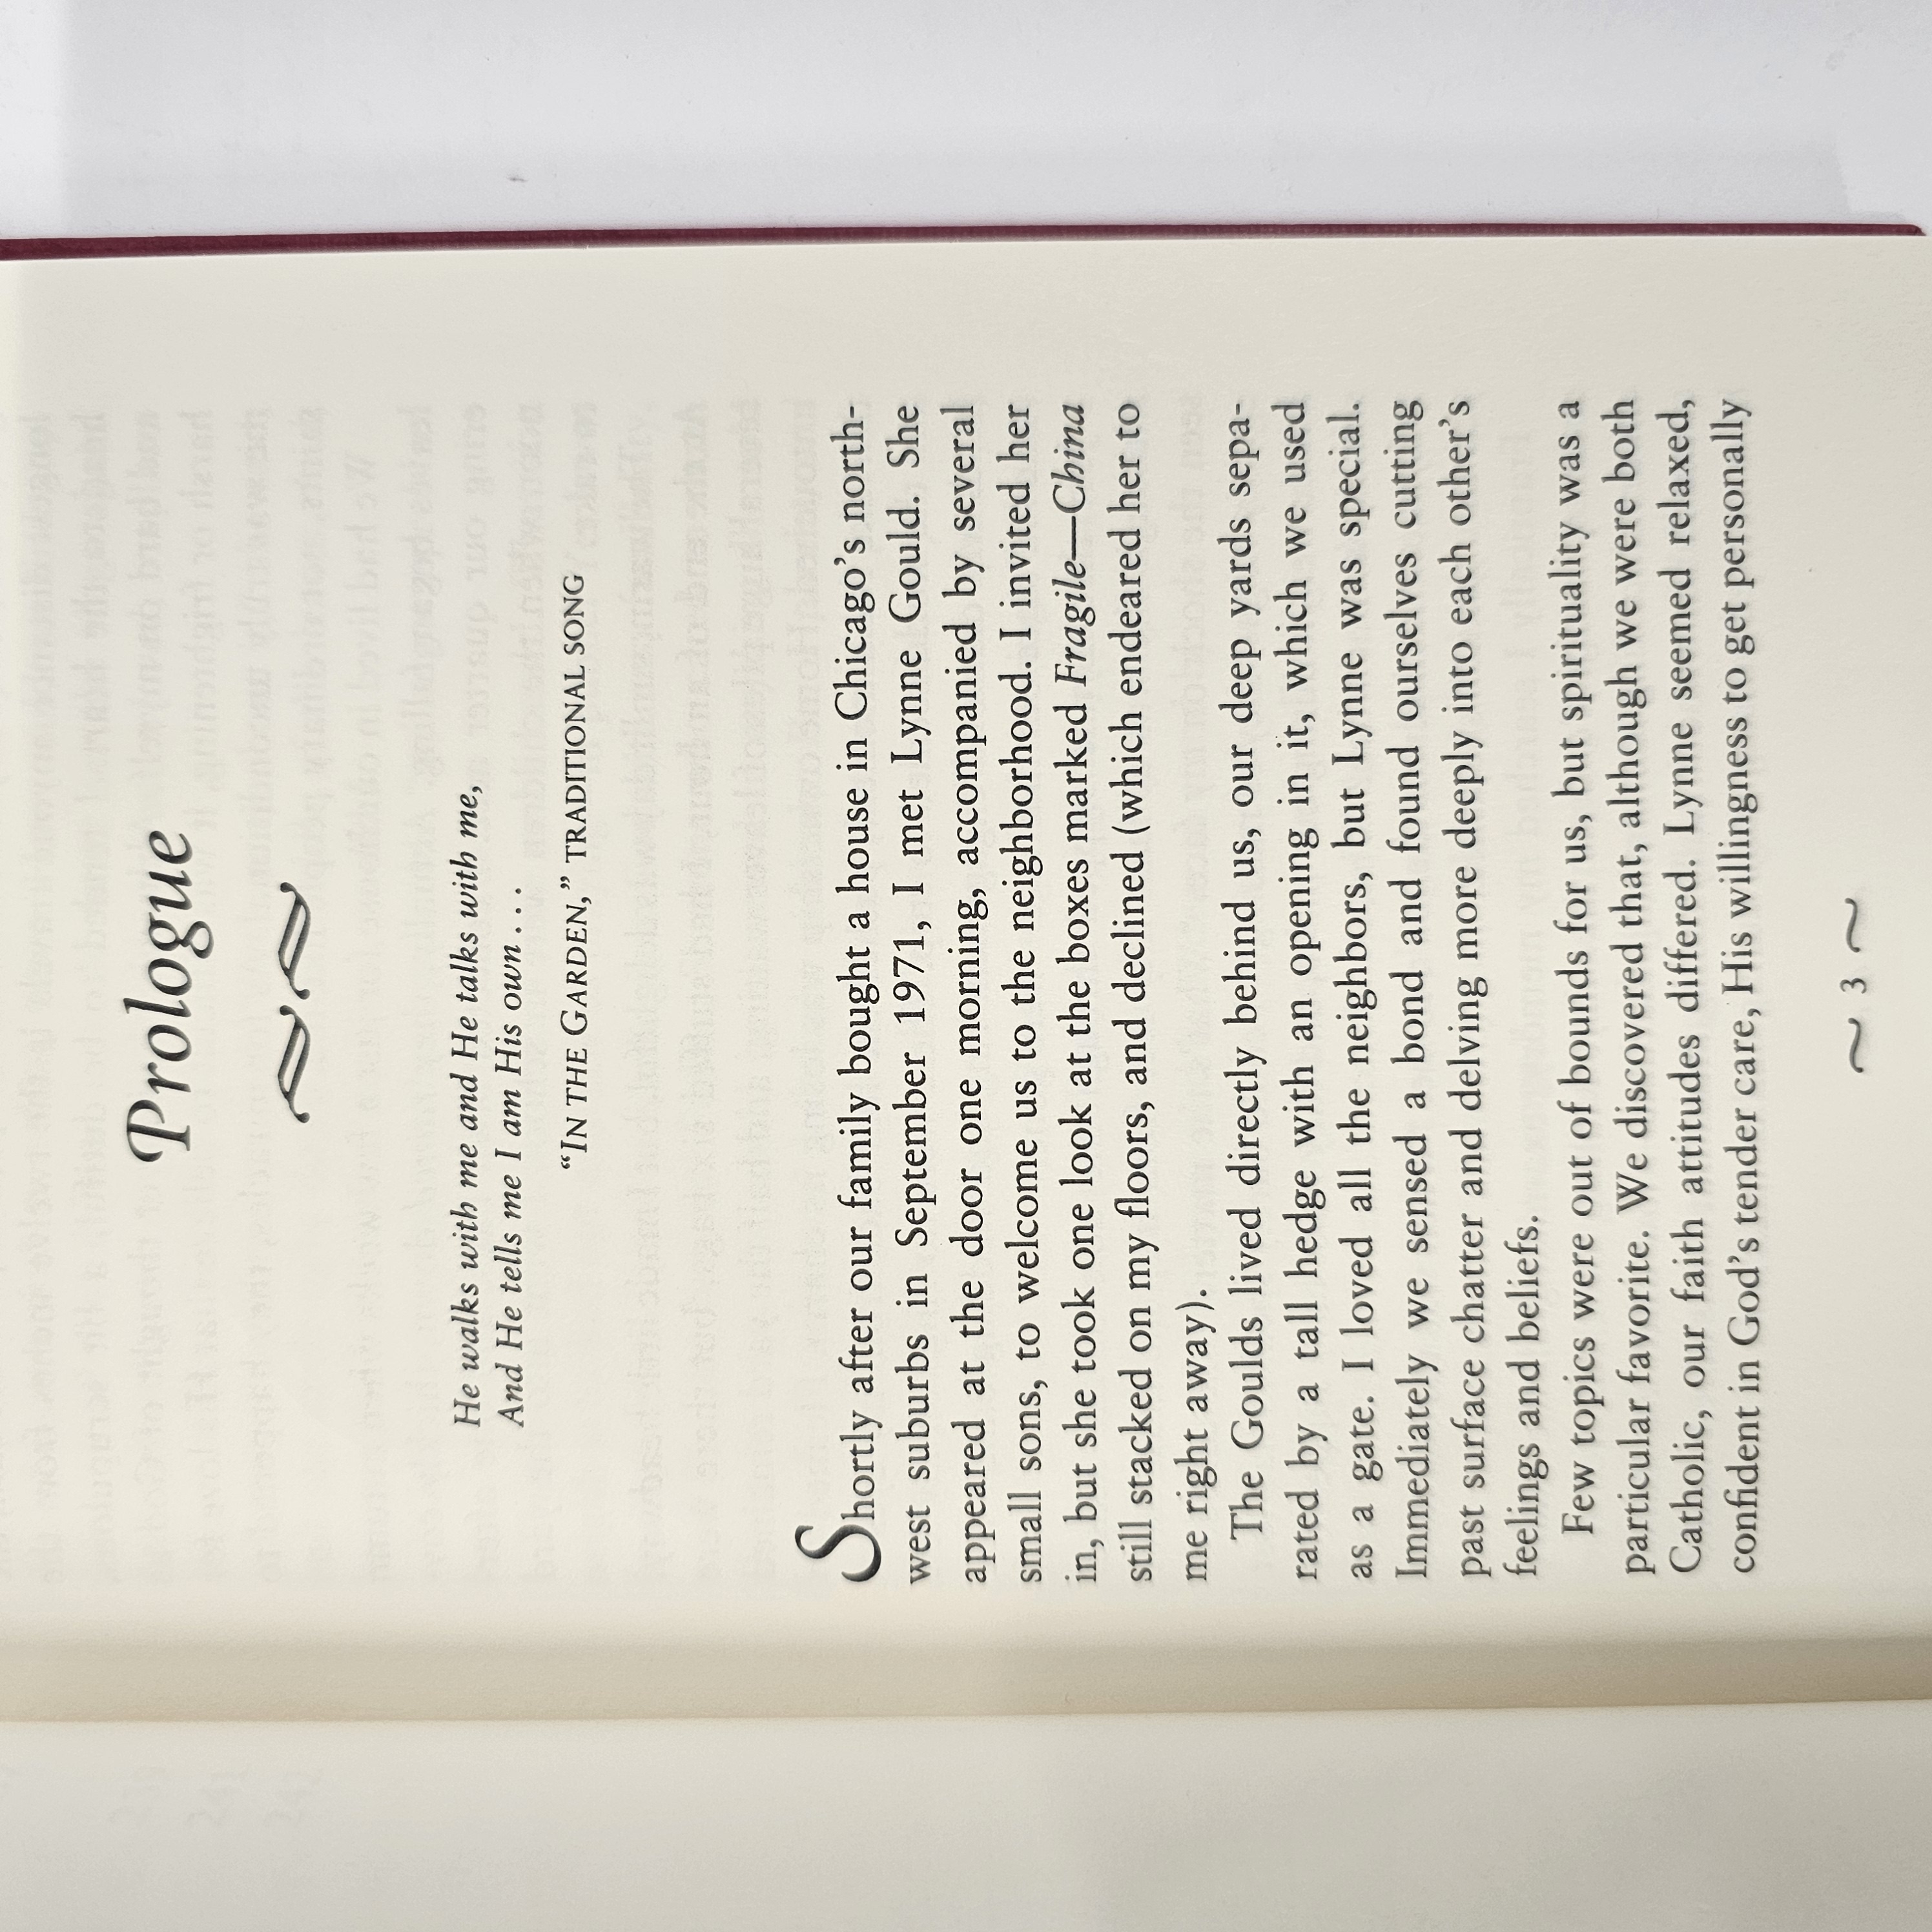 Prologue
He walks with me and He talks with me,
And He tells me I am His own . . .
“IN THE GARDEN,” TRADITIONAL SONG
Shortly after our family bought a house in Chicago’s north-
west suburbs in September 1971, I met Lynne Gould. She
appeared at the door one morning, accompanied by several
small sons, to welcome us to the neighborhood. I invited her
in, but she took one look at the boxes marked Fragile—China
still stacked on my floors, and declined (which endeared her to
me right away).
The Goulds lived directly behind us, our deep yards sepa-
rated by a tall hedge with an opening in it, which we used
as a gate. I loved all the neighbors, but Lynne was special.
Immediately we sensed a bond and found ourselves cutting
past surface chatter and delving more deeply into each other’s
feelings and beliefs.
Few topics were out of bounds for us, but spirituality was a
particular favorite. We discovered that, although we were both
Catholic, our faith attitudes differed. Lynne seemed relaxed,
confident in God’s tender care, His willingness to get personally
~ 3 ~